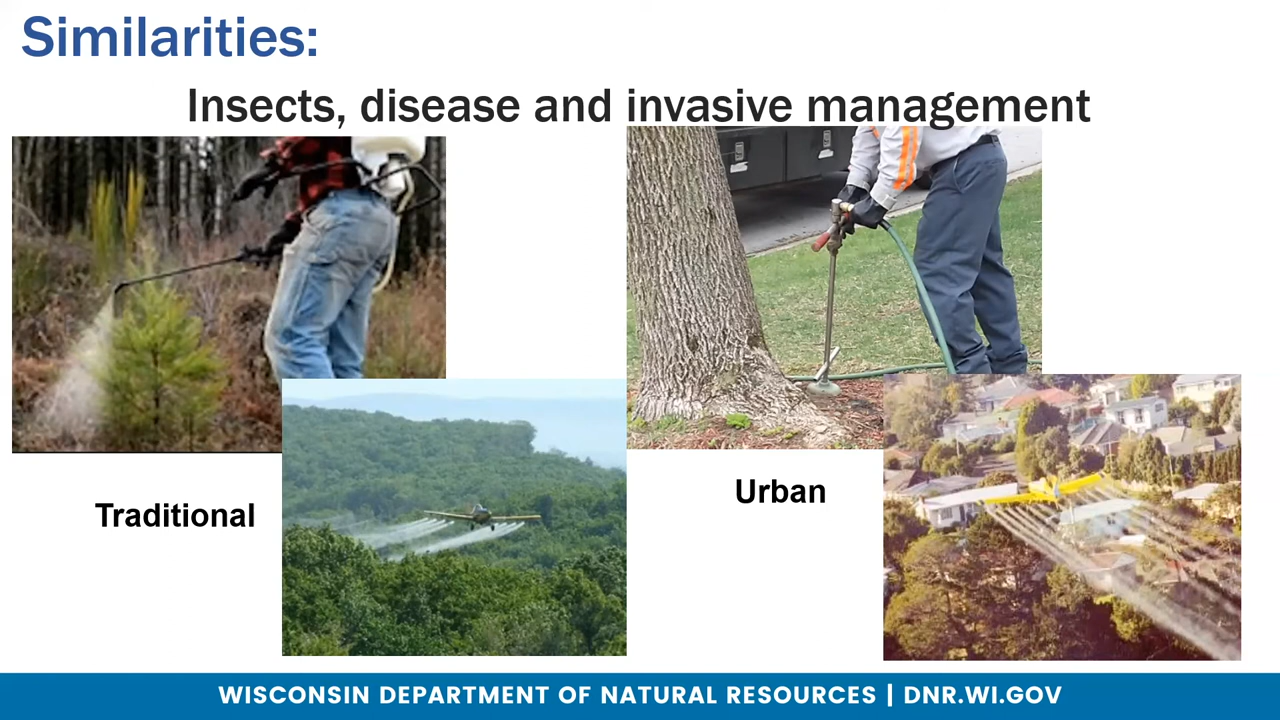 Similarities:
Insects, disease and invasive management
Traditional
Urban
WISCONSIN DEPARTMENT OF NATURAL RESOURCES | DNR.WI.GOV